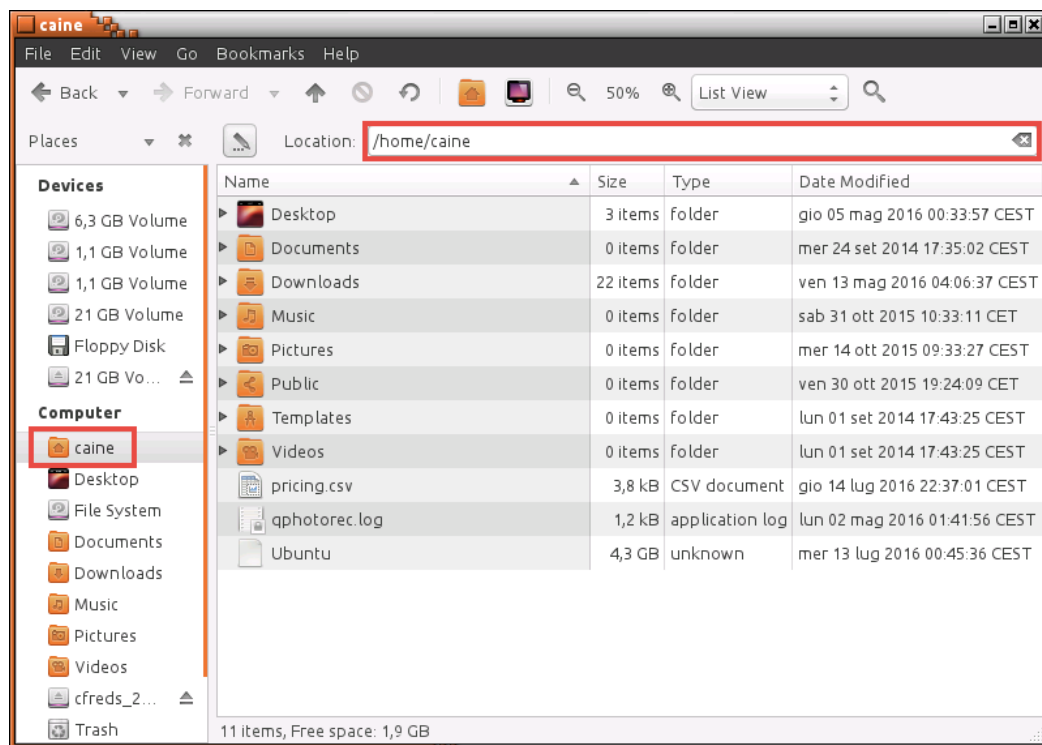 caine
File Edit View Go Bookmarks Help
Back Forward 50% List View
Places Location: /home/caine
Devices
6,3 GB Volume
1,1 GB Volume
1,1 GB Volume
21 GB Volume
Floppy Disk
21 GB Vo...
Computer
caine
Desktop
File System
Documents
Downloads
Music
Pictures
Videos
cfreds_2...
Trash
Name Size Type Date Modified
Desktop 3 items folder gio 05 mag 2016 00:33:57 CEST
Documents 0 items folder mer 24 set 2014 17:35:02 CEST
Downloads 22 items folder ven 13 mag 2016 04:06:37 CEST
Music 0 items folder sab 31 ott 2015 10:33:11 CET
Pictures 0 items folder mer 14 ott 2015 09:33:27 CEST
Public 0 items folder ven 30 ott 2015 19:24:09 CET
Templates 0 items folder lun 01 set 2014 17:43:25 CEST
Videos 0 items folder lun 01 set 2014 17:43:25 CEST
pricing.csv 3,8 kB CSV document gio 14 lug 2016 22:37:01 CEST
qphotorec.log 1,2 kB application log lun 02 mag 2016 01:41:56 CEST
Ubuntu 4,3 GB unknown mer 13 lug 2016 00:45:36 CEST
11 items, Free space: 1,9 GB